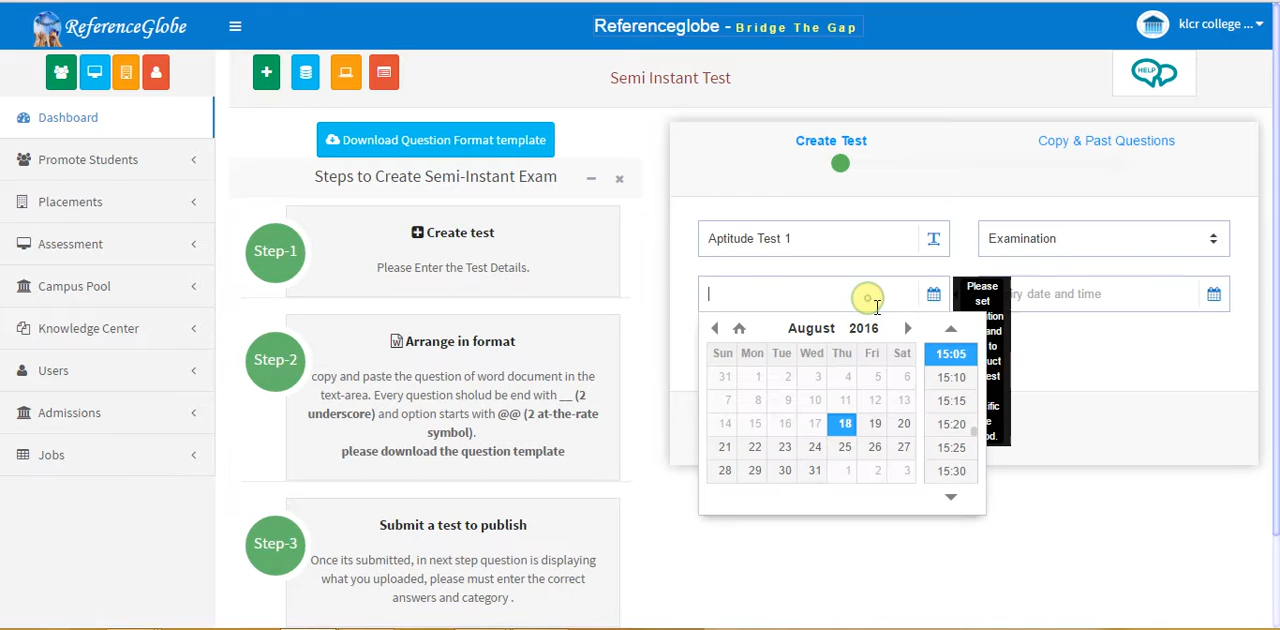 ReferenceGlobe
Referenceglobe - Bridge The Gap
klcr college ...
Semi Instant Test
HELP
Dashboard
Promote Students
Placements
Assessment
Campus Pool
Knowledge Center
Users
Admissions
Jobs
Download Question Format template
Steps to Create Semi-Instant Exam
Step-1
Create test
Please Enter the Test Details.
Step-2
Arrange in format
copy and paste the question of word document in the
text-area. Every question sholud be end with __ (2
underscore) and option starts with @@ (2 at-the-rate
symbol).
please download the question template
Step-3
Submit a test to publish
Once its submitted, in next step question is displaying
what you uploaded, please must enter the correct
answers and category .
Create Test
Copy & Past Questions
Aptitude Test 1
Examination
date and time
Please
set
and
to
August 2016
Sun Mon Tue Wed Thu Fri Sat
31 1 2 3 4 5 6
7 8 9 10 11 12 13
14 15 16 17 18 19 20
21 22 23 24 25 26 27
28 29 30 31 1 2 3
15:05
15:10
15:15
15:20
15:25
15:30